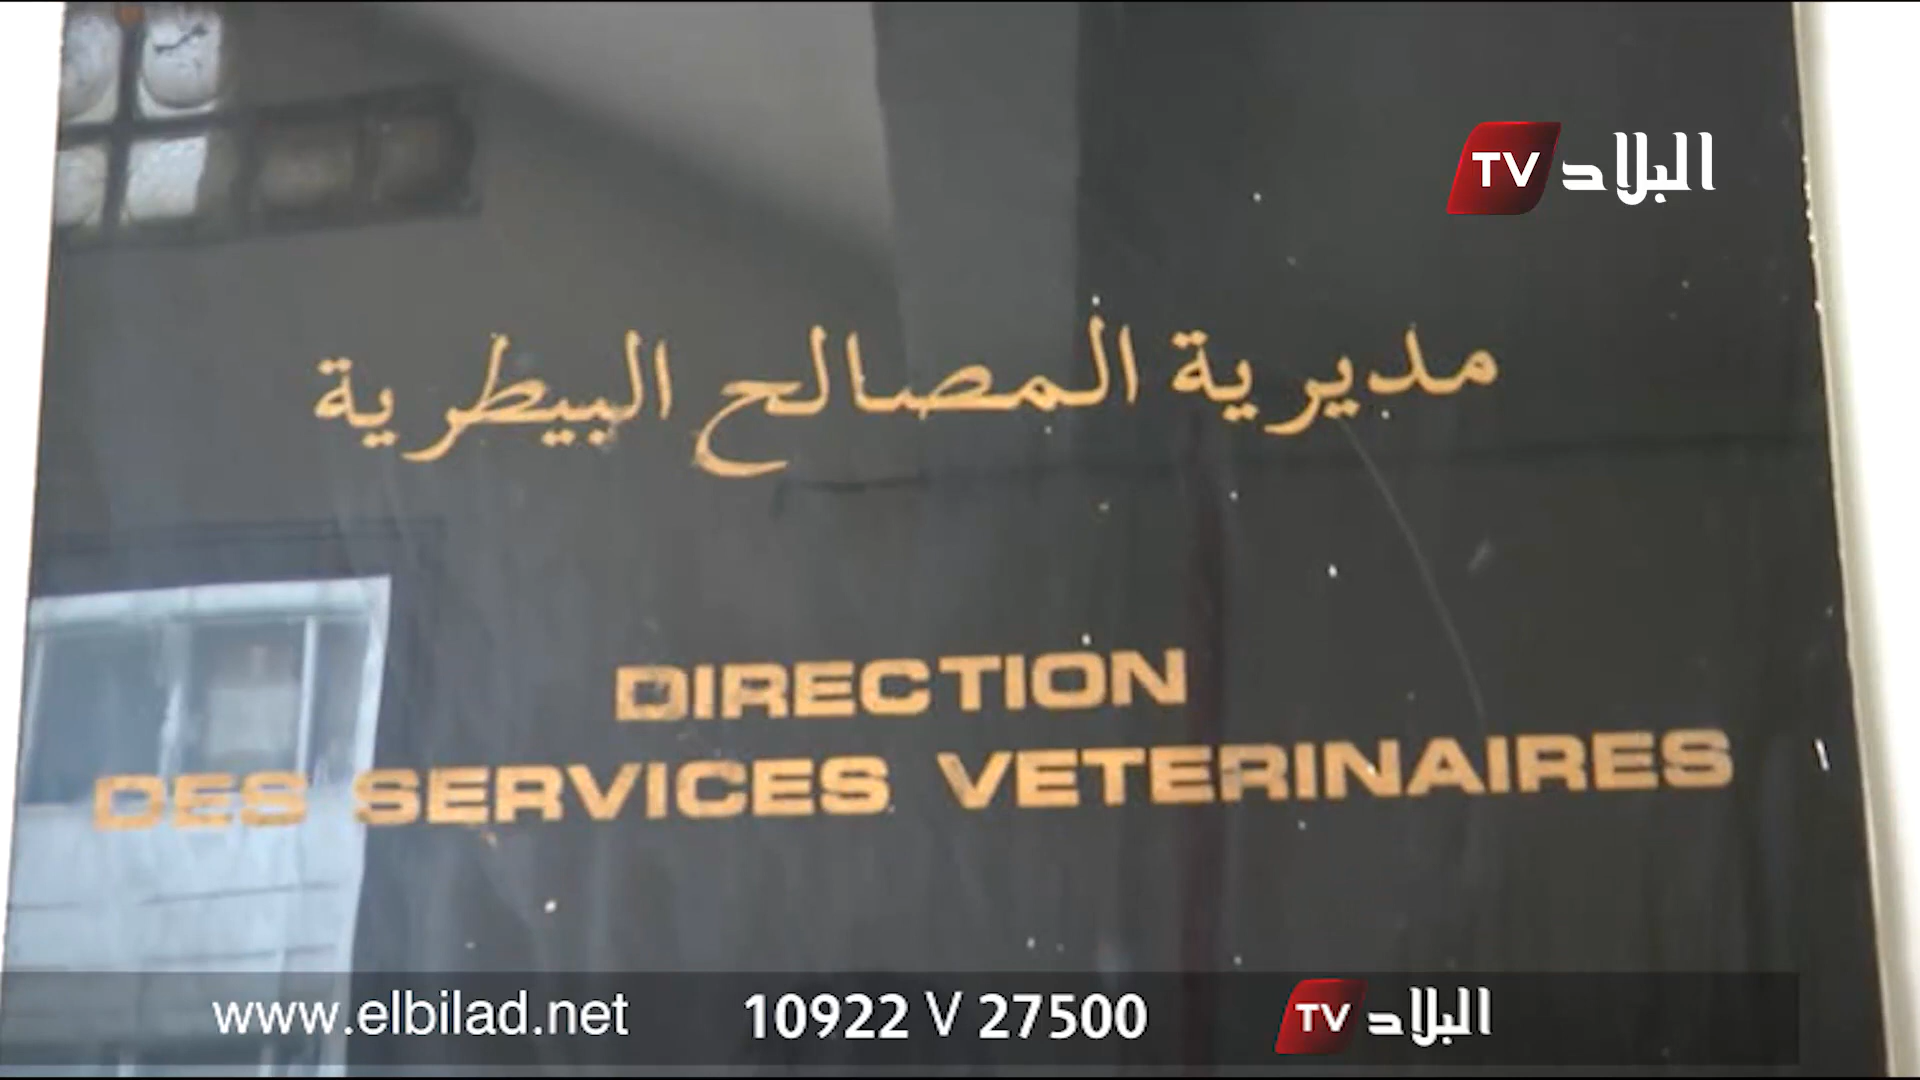 TV البلاد
مديرية المصالح البيطرية
DIRECTION
DES SERVICES VETERINAIRES
www.elbilad.net 10922 V 27500 TV البلاد